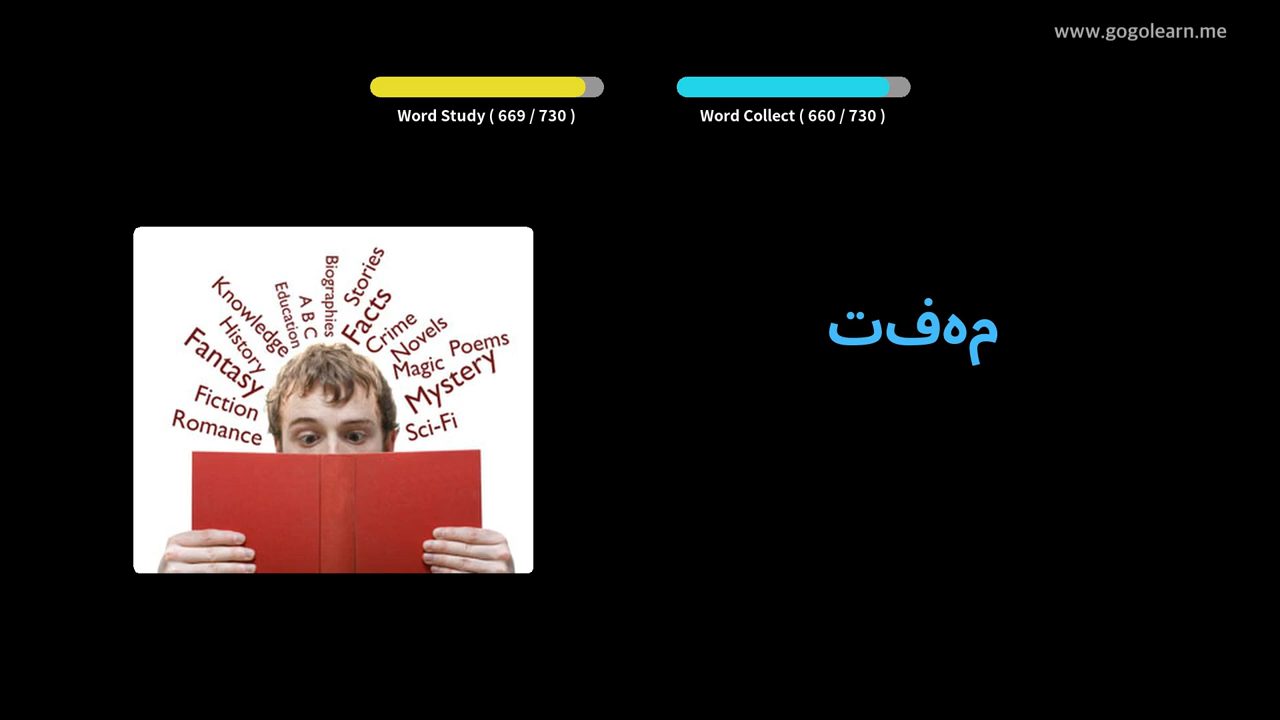 www.gogolearn.me
Word Study ( 669 / 730 )
Word Collect ( 660 / 730 )
Biographies
Stories
Education
A B C
Facts
Knowledge
Crime
History
Novels
Fantasy
Magic
Poems
Fiction
Mystery
Romance
Sci-Fi
مهفت